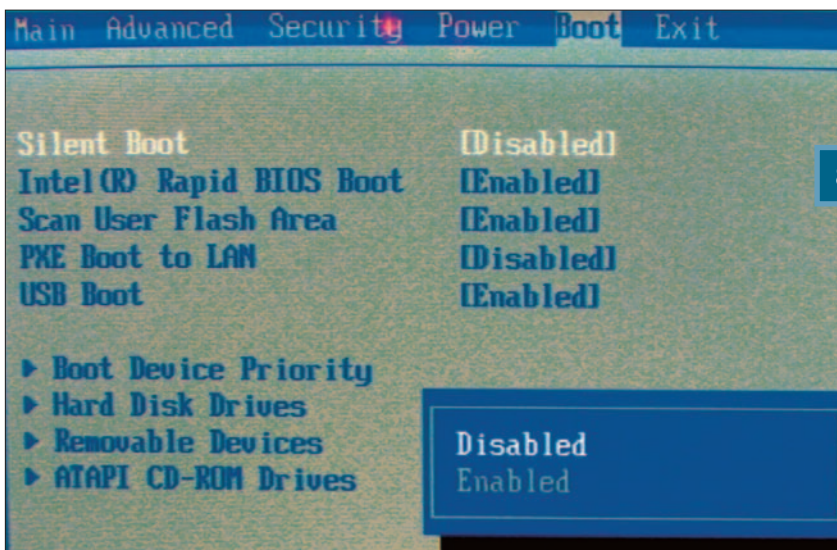 Main Advanced Security Power Boot Exit
Silent Boot [Disabled]
Intel(R) Rapid BIOS Boot [Enabled]
Scan User Flash Area [Enabled]
PXE Boot to LAN [Disabled]
USB Boot [Enabled]
Boot Device Priority
Hard Disk Drives
Removable Devices
ATAPI CD-ROM Drives
Disabled
Enabled